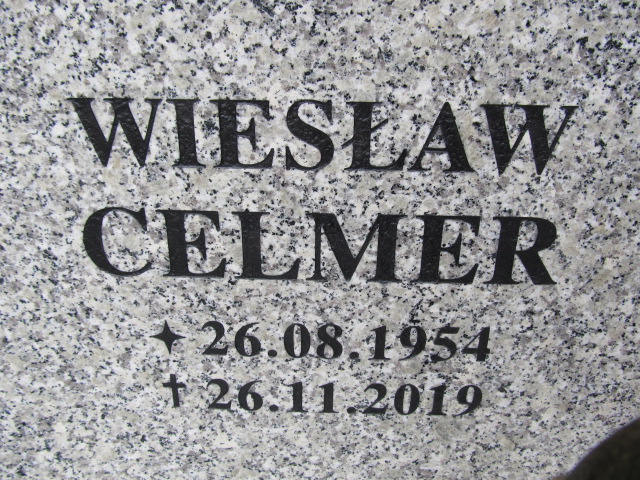 WIESŁAW
CELMER
✦ 26.08.1954
✝ 26.11.2019